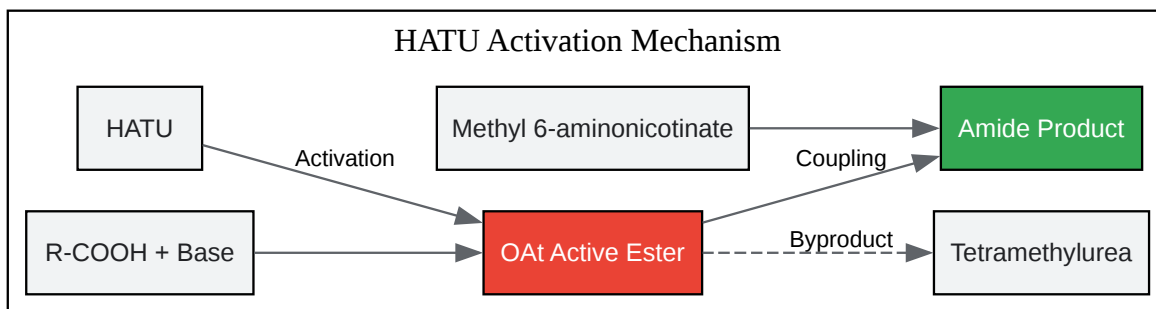 HATU Activation Mechanism
HATU
Methyl 6-aminonicotinate
Amide Product
Activation
Coupling
R-COOH + Base
OAt Active Ester
Byproduct
Tetramethylurea